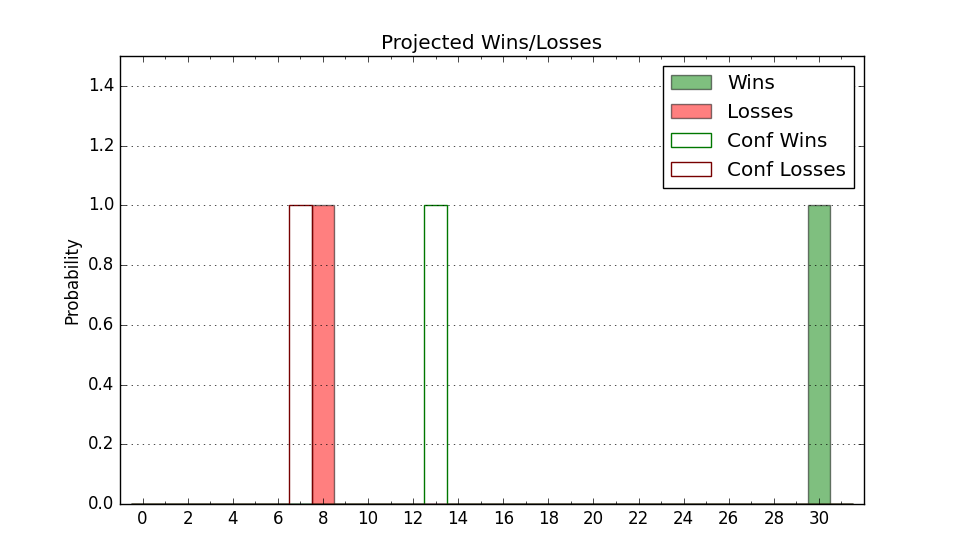 Projected Wins/Losses
Wins
Losses
Conf Wins
Conf Losses
Probability
1.4
1.2
1.0
0.8
0.6
0.4
0.2
0.0
0 2 4 6 8 10 12 14 16 18 20 22 24 26 28 30